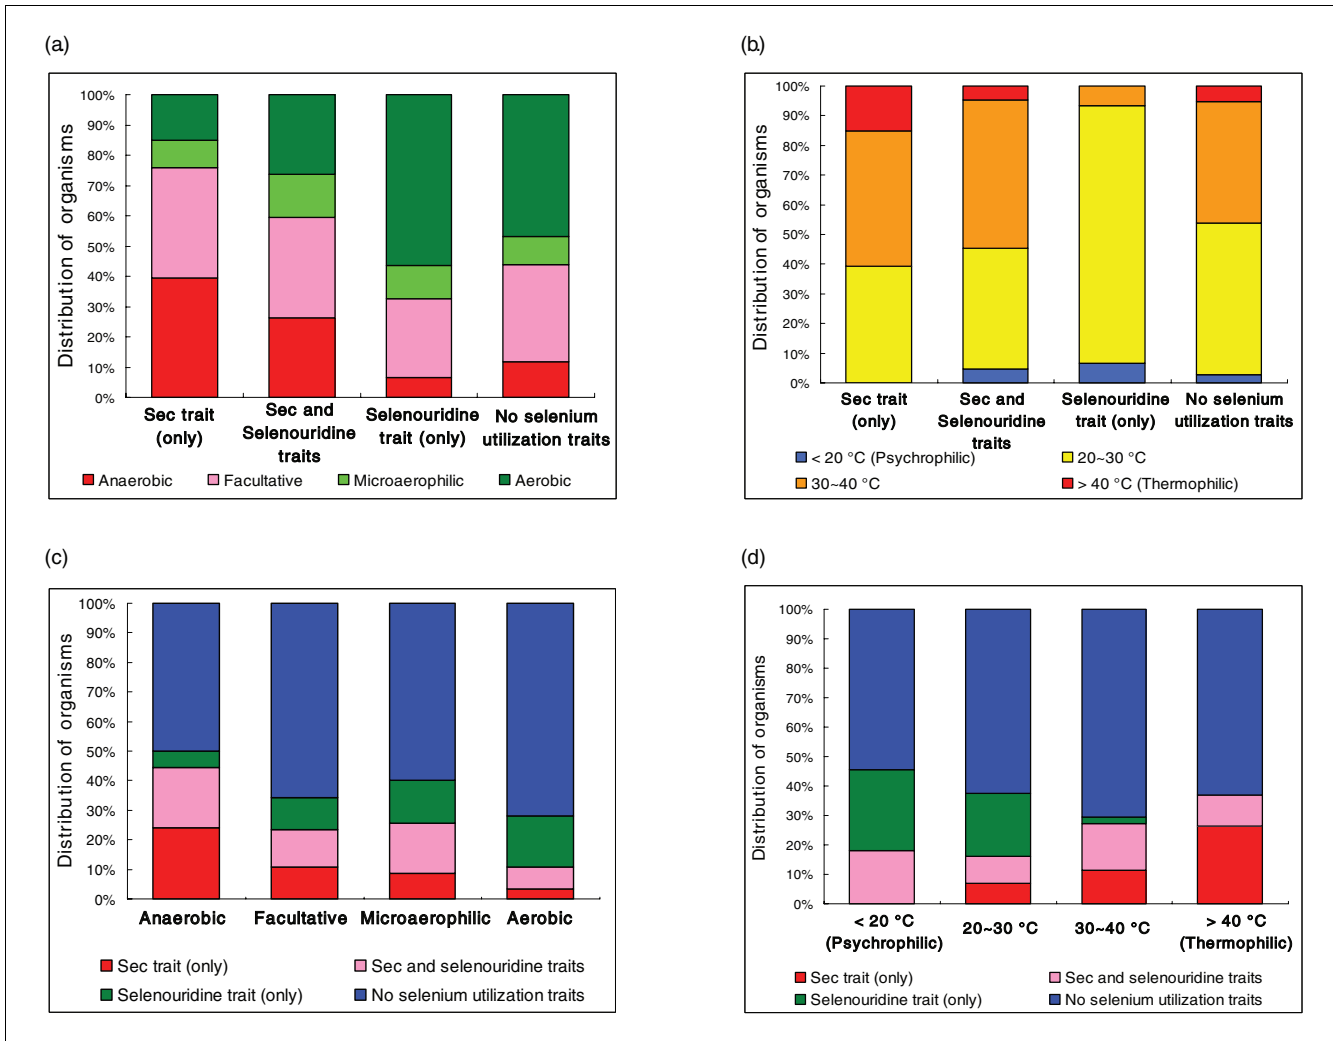 (a)
100%
90%
80%
70%
60%
50%
40%
30%
20%
10%
0%
Distribution of organisms
Sec trait
(only)
Sec and
Selenouridine
traits
Selenouridine
trait (only)
No selenium
utilization traits
Anaerobic
Facultative
Microaerophilic
Aerobic
(b)
100%
90%
80%
70%
60%
50%
40%
30%
20%
10%
0%
Distribution of organisms
Sec trait
(only)
Sec and
Selenouridine
traits
Selenouridine
trait (only)
No selenium
utilization traits
< 20 °C (Psychrophilic)
20~30 °C
30~40 °C
> 40 °C (Thermophilic)
(c)
100%
90%
80%
70%
60%
50%
40%
30%
20%
10%
0%
Distribution of organisms
Anaerobic
Facultative
Microaerophilic
Aerobic
Sec trait (only)
Sec and selenouridine traits
Selenouridine trait (only)
No selenium utilization traits
(d)
100%
90%
80%
70%
60%
50%
40%
30%
20%
10%
0%
Distribution of organisms
< 20 °C
(Psychrophilic)
20~30 °C
30~40 °C
> 40 °C
(Thermophilic)
Sec trait (only)
Sec and selenouridine traits
Selenouridine trait (only)
No selenium utilization traits